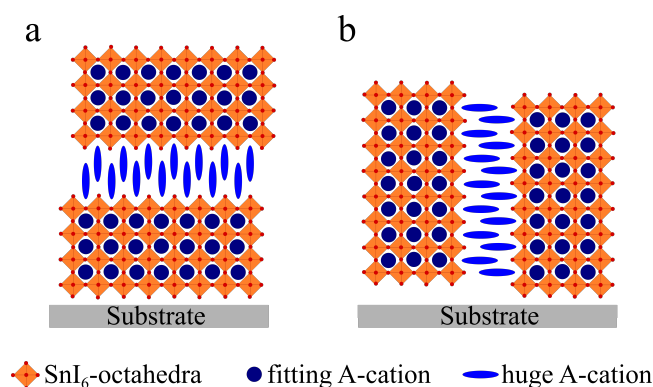 a
b
Substrate
Substrate
SnI₆-octahedra
fitting A-cation
huge A-cation